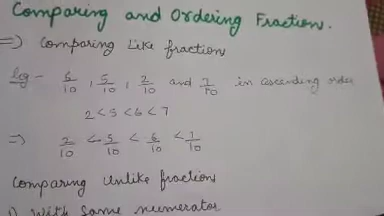 Comparing and Ordering Fraction.
=> Comparing Like fraction
eg - 6/10, 5/10, 2/10 and 7/10 in ascending order
2 < 5 < 6 < 7
=> 2/10 < 5/10 < 6/10 < 7/10
Comparing Unlike fractions
1) With same numerator